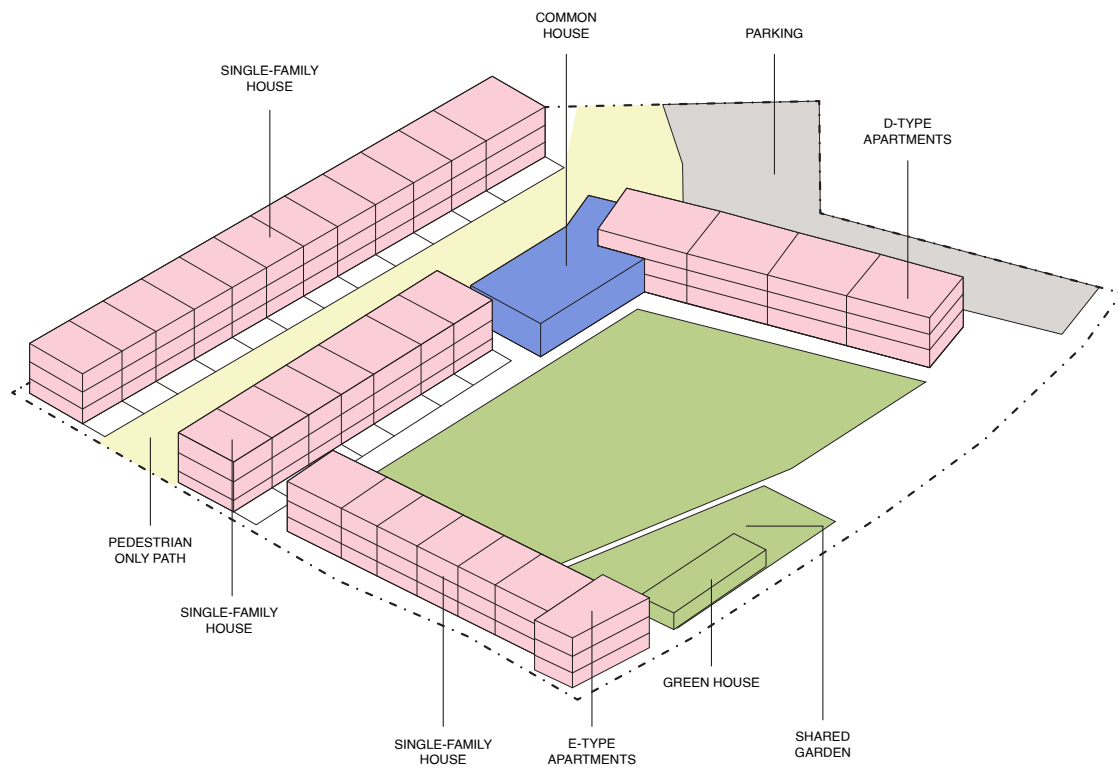 COMMON
HOUSE
PARKING
SINGLE-FAMILY
HOUSE
D-TYPE
APARTMENTS
PEDESTRIAN
ONLY PATH
SINGLE-FAMILY
HOUSE
GREEN HOUSE
SINGLE-FAMILY
HOUSE
E-TYPE
APARTMENTS
SHARED
GARDEN